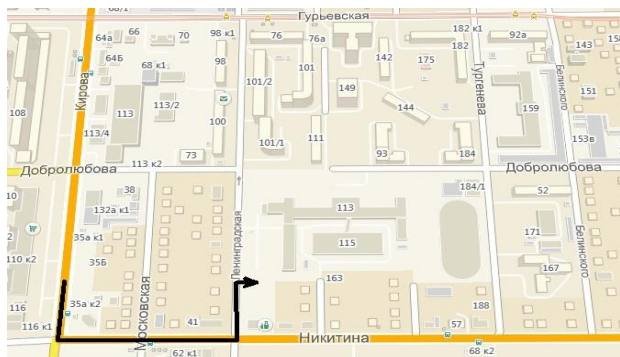 68/1
Гурьевская
64а
66
70
98 к1
76
76а
182 к1
92а
143
64Б
68 к1
98
101
142
175
182
Тургенева
Белинского
Кирова
101/2
149
151
108
113
113/2
100
144
159
113/4
101/1
111
153в
73
93
184
113 к2
Добролюбова
Добролюбова
38
184/1
52
10
132а к1
113
2
35а к1
Ленинградская
115
171
Белинского
110 к2
35Б
163
167
Московская
116
35а к2
188
116 к1
41
57
Никитина
62 к1
68 к2